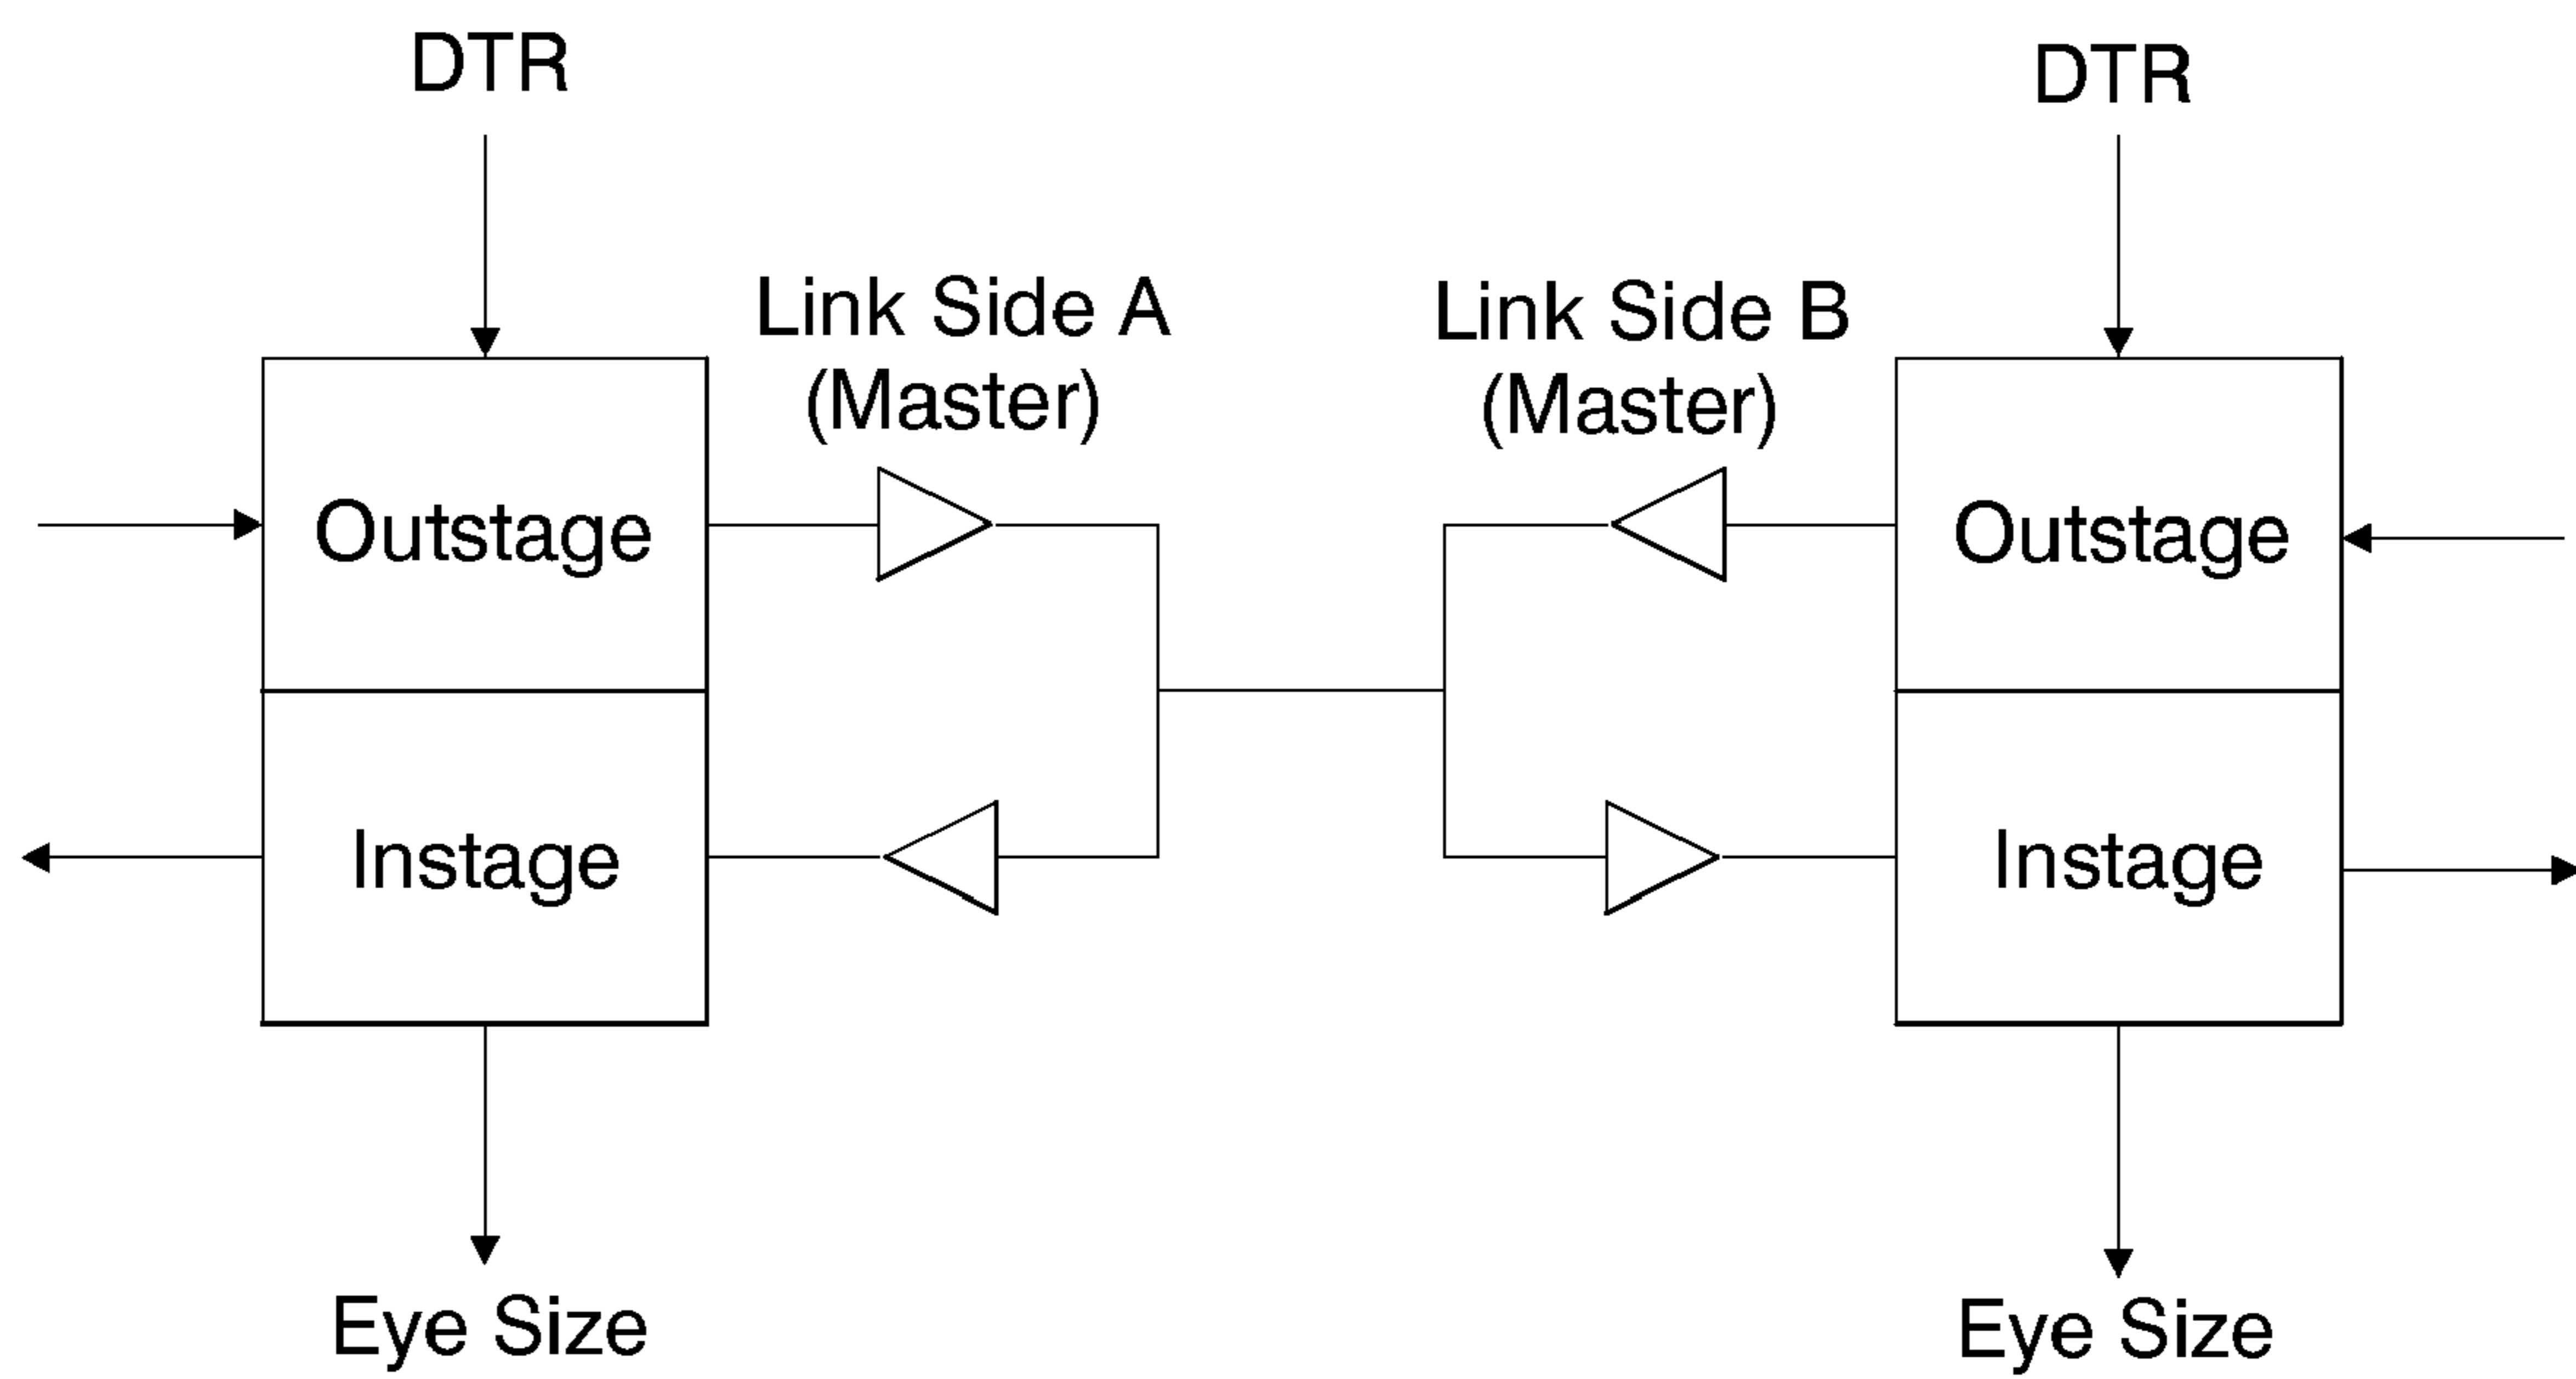 DTR
DTR
Link Side A
(Master)
Link Side B
(Master)
Outstage
Outstage
Instage
Instage
Eye Size
Eye Size